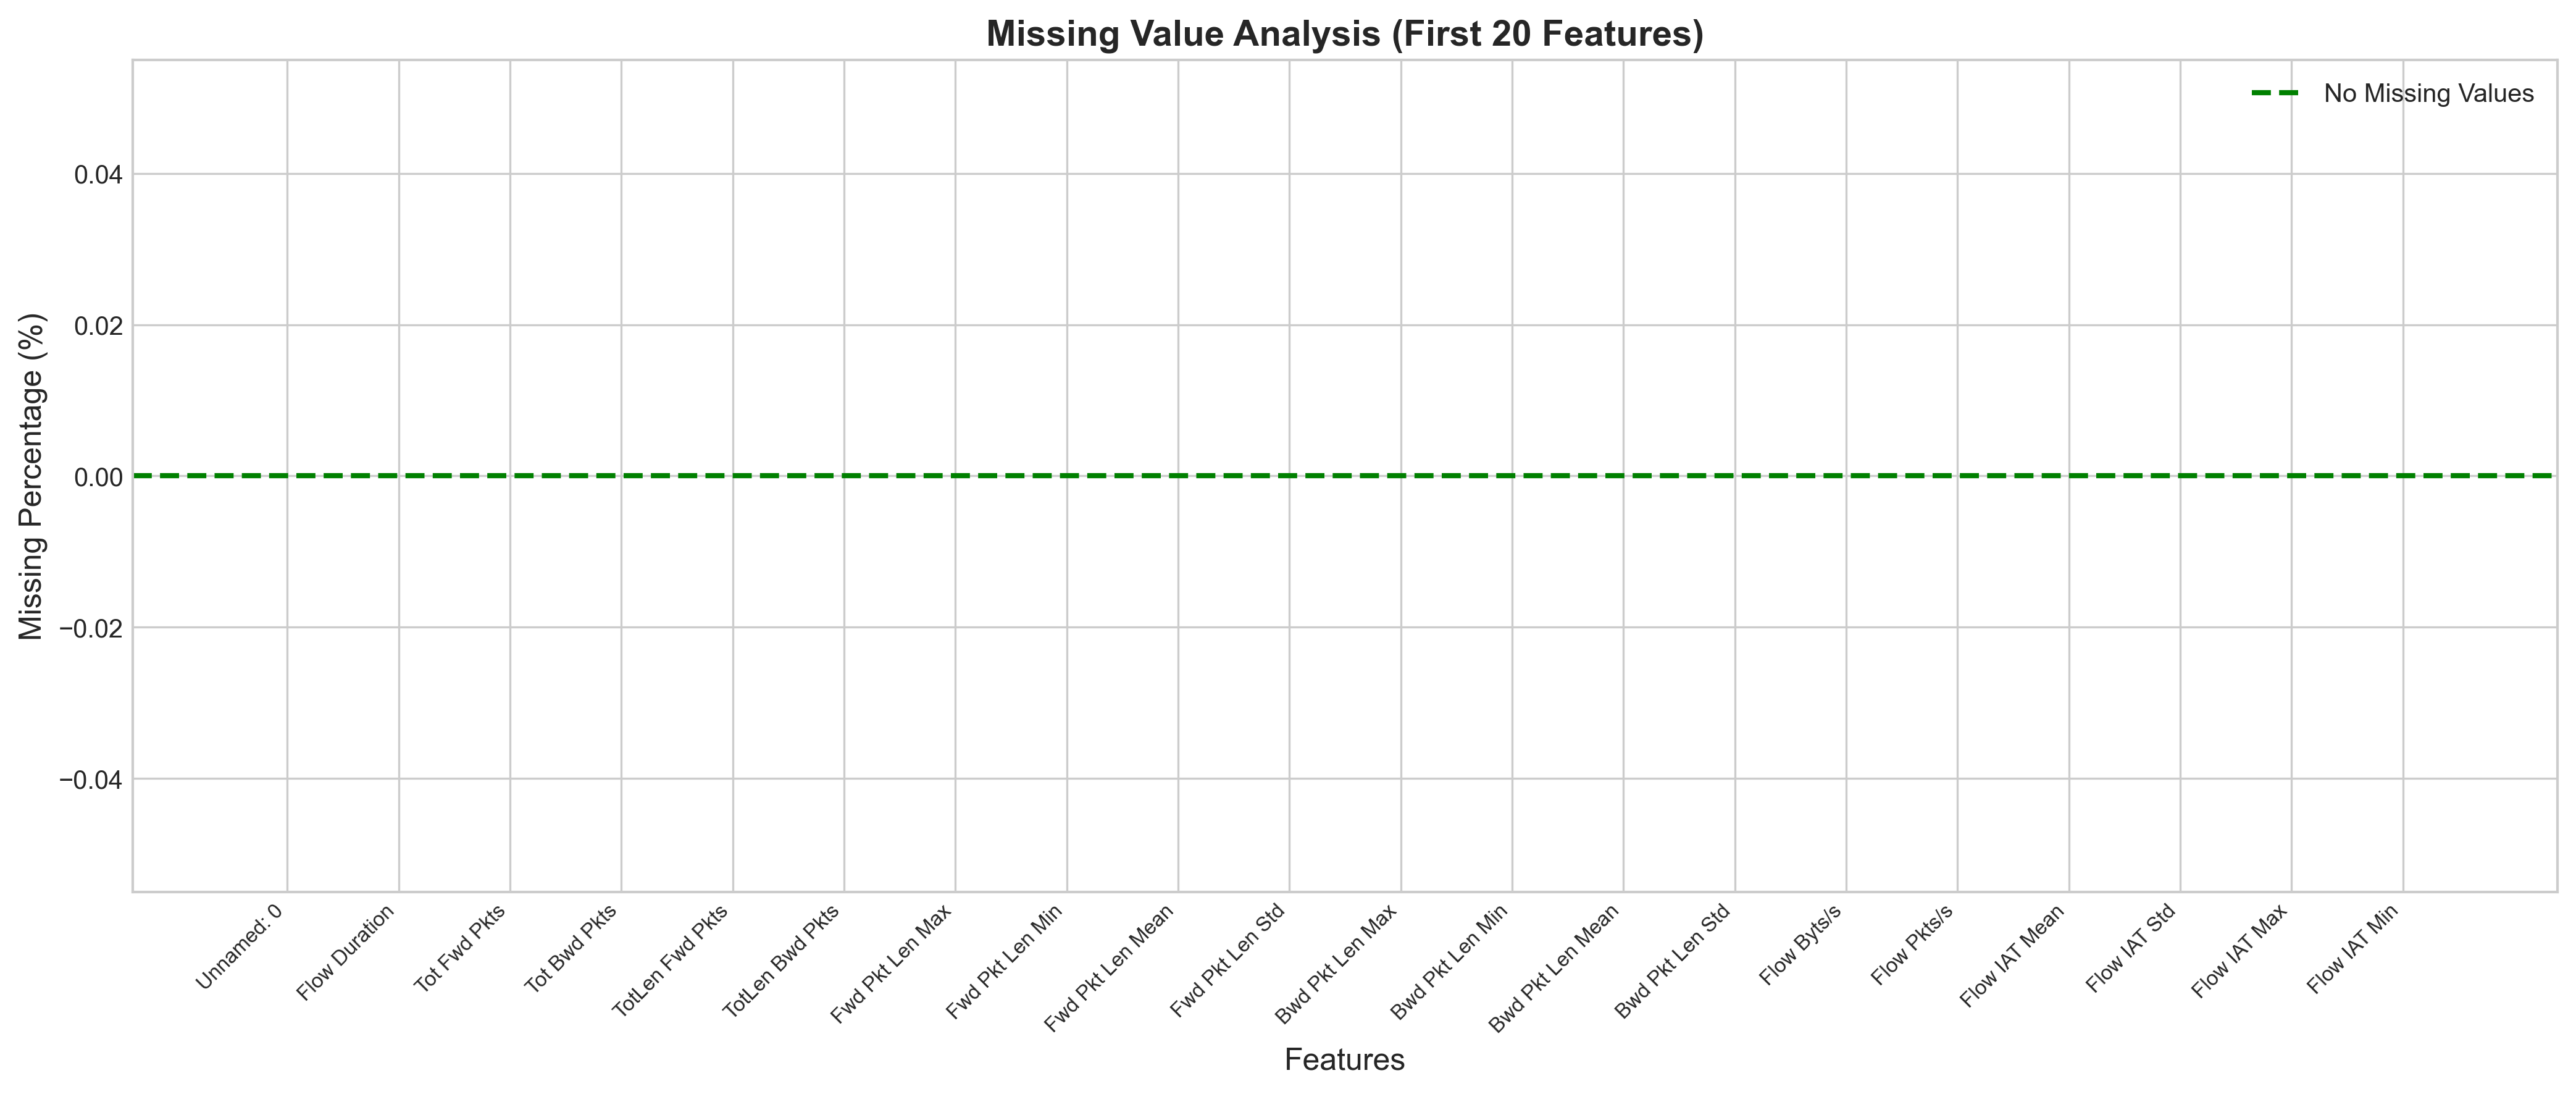 Missing Value Analysis (First 20 Features)
No Missing Values
Missing Percentage (%)
0.04
0.02
0.00
−0.02
−0.04
Unnamed: 0
Flow Duration
Tot Fwd Pkts
Tot Bwd Pkts
TotLen Fwd Pkts
TotLen Bwd Pkts
Fwd Pkt Len Max
Fwd Pkt Len Min
Fwd Pkt Len Mean
Fwd Pkt Len Std
Bwd Pkt Len Max
Bwd Pkt Len Min
Bwd Pkt Len Mean
Bwd Pkt Len Std
Flow Byts/s
Flow Pkts/s
Flow IAT Mean
Flow IAT Std
Flow IAT Max
Flow IAT Min
Features